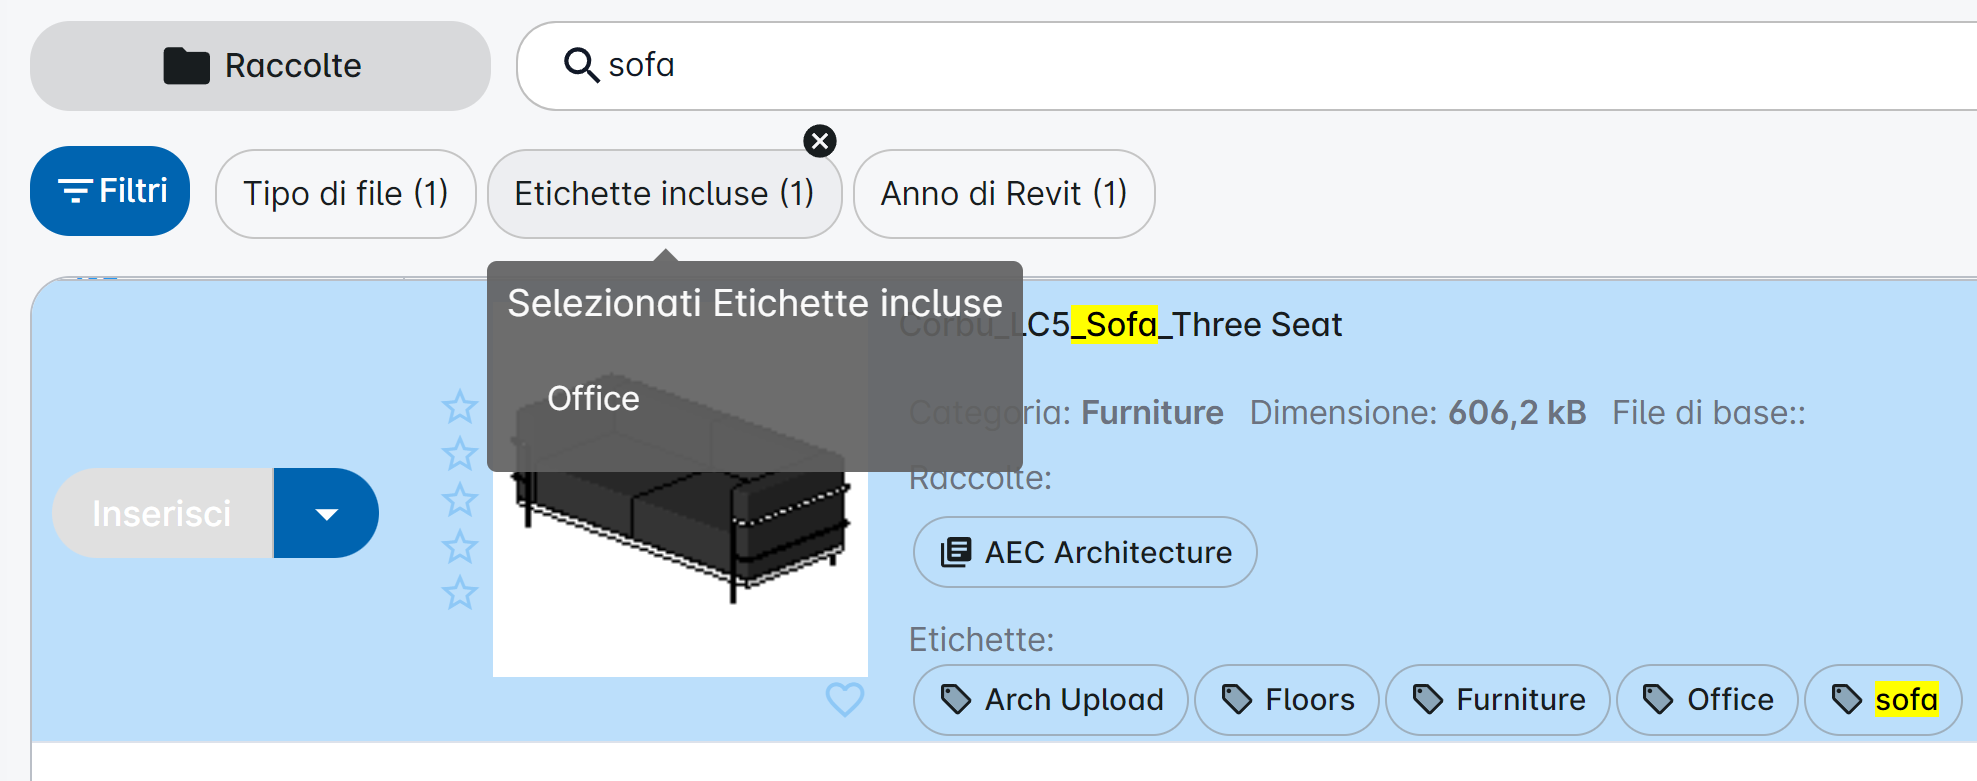 Raccolte
sofa
Filtri
Tipo di file (1)
Etichette incluse (1)
Anno di Revit (1)
Selezionati Etichette incluse
Office
Corbu_LC5_Sofa_Three Seat
Categoria: Furniture Dimensione: 606,2 kB File di base::
Raccolte:
Inserisci
AEC Architecture
Etichette:
Arch Upload
Floors
Furniture
Office
sofa